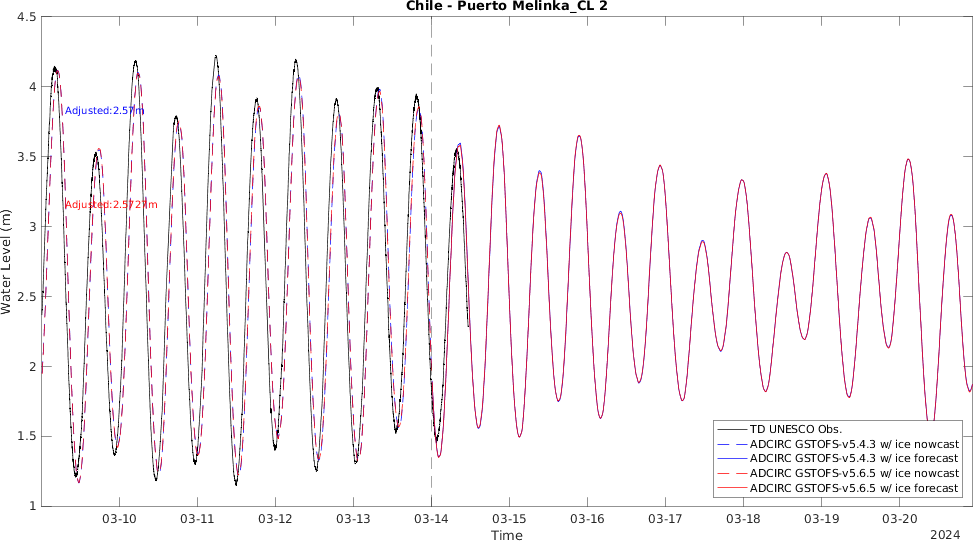 Chile - Puerto Melinka_CL 2
4.5
4
3.5
3
2.5
2
1.5
1
Water Level (m)
Adjusted:2.57m
Adjusted:2.5727m
TD UNESCO Obs.
ADCIRC GSTOFS-v5.4.3 w/ ice nowcast
ADCIRC GSTOFS-v5.4.3 w/ ice forecast
ADCIRC GSTOFS-v5.6.5 w/ ice nowcast
ADCIRC GSTOFS-v5.6.5 w/ ice forecast
03-10 03-11 03-12 03-13 03-14 03-15 03-16 03-17 03-18 03-19 03-20
Time
2024